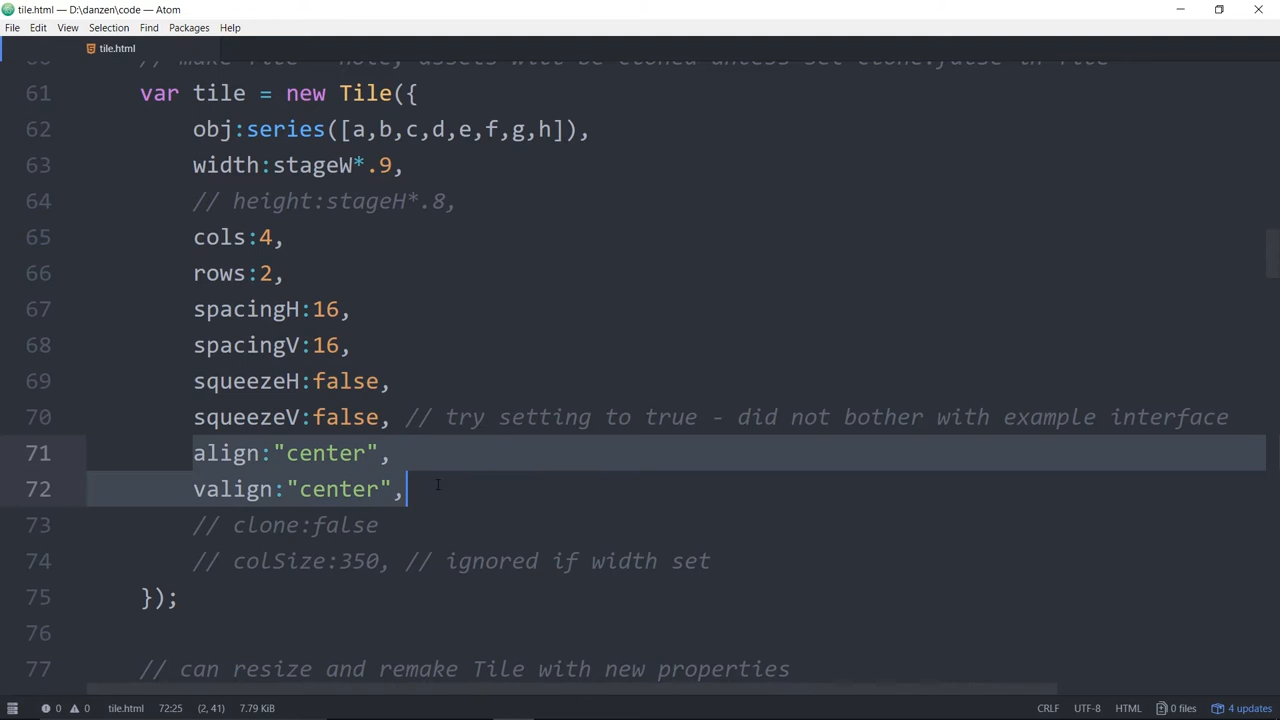 tile.html — D:\danzen\code — Atom
File Edit View Selection Find Packages Help
tile.html
60 // make Tile - note, assets will be cloned unless set clone:false in Tile
61 var tile = new Tile({
62 obj:series([a,b,c,d,e,f,g,h]),
63 width:stageW*.9,
64 // height:stageH*.8,
65 cols:4,
66 rows:2,
67 spacingH:16,
68 spacingV:16,
69 squeezeH:false,
70 squeezeV:false, // try setting to true - did not bother with example interface
71 align:"center",
72 valign:"center",
73 // clone:false
74 // colSize:350, // ignored if width set
75 });
76
77 // can resize and remake Tile with new properties
0 0 tile.html 72:25 (2, 41) 7.79 KiB CRLF UTF-8 HTML 0 files 4 updates